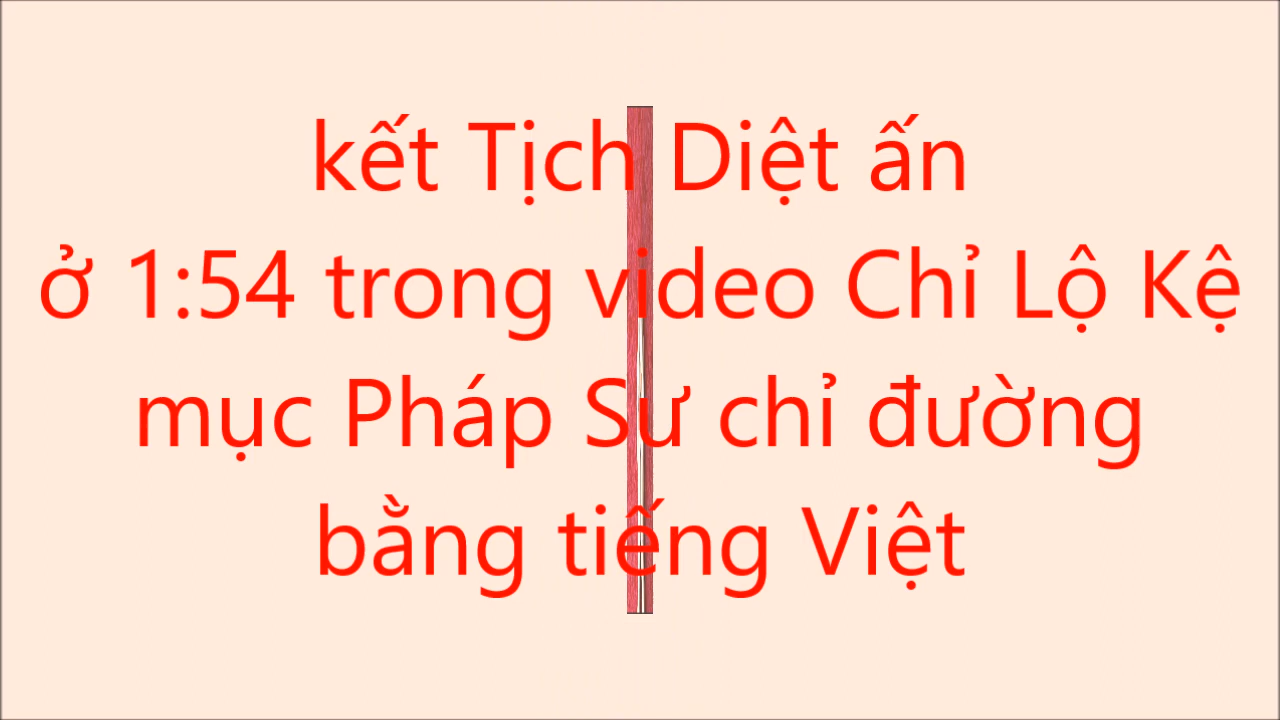 kết Tịch Diệt ấn
ở 1:54 trong video Chỉ Lộ Kệ
mục Pháp Sư chỉ đường
bằng tiếng Việt